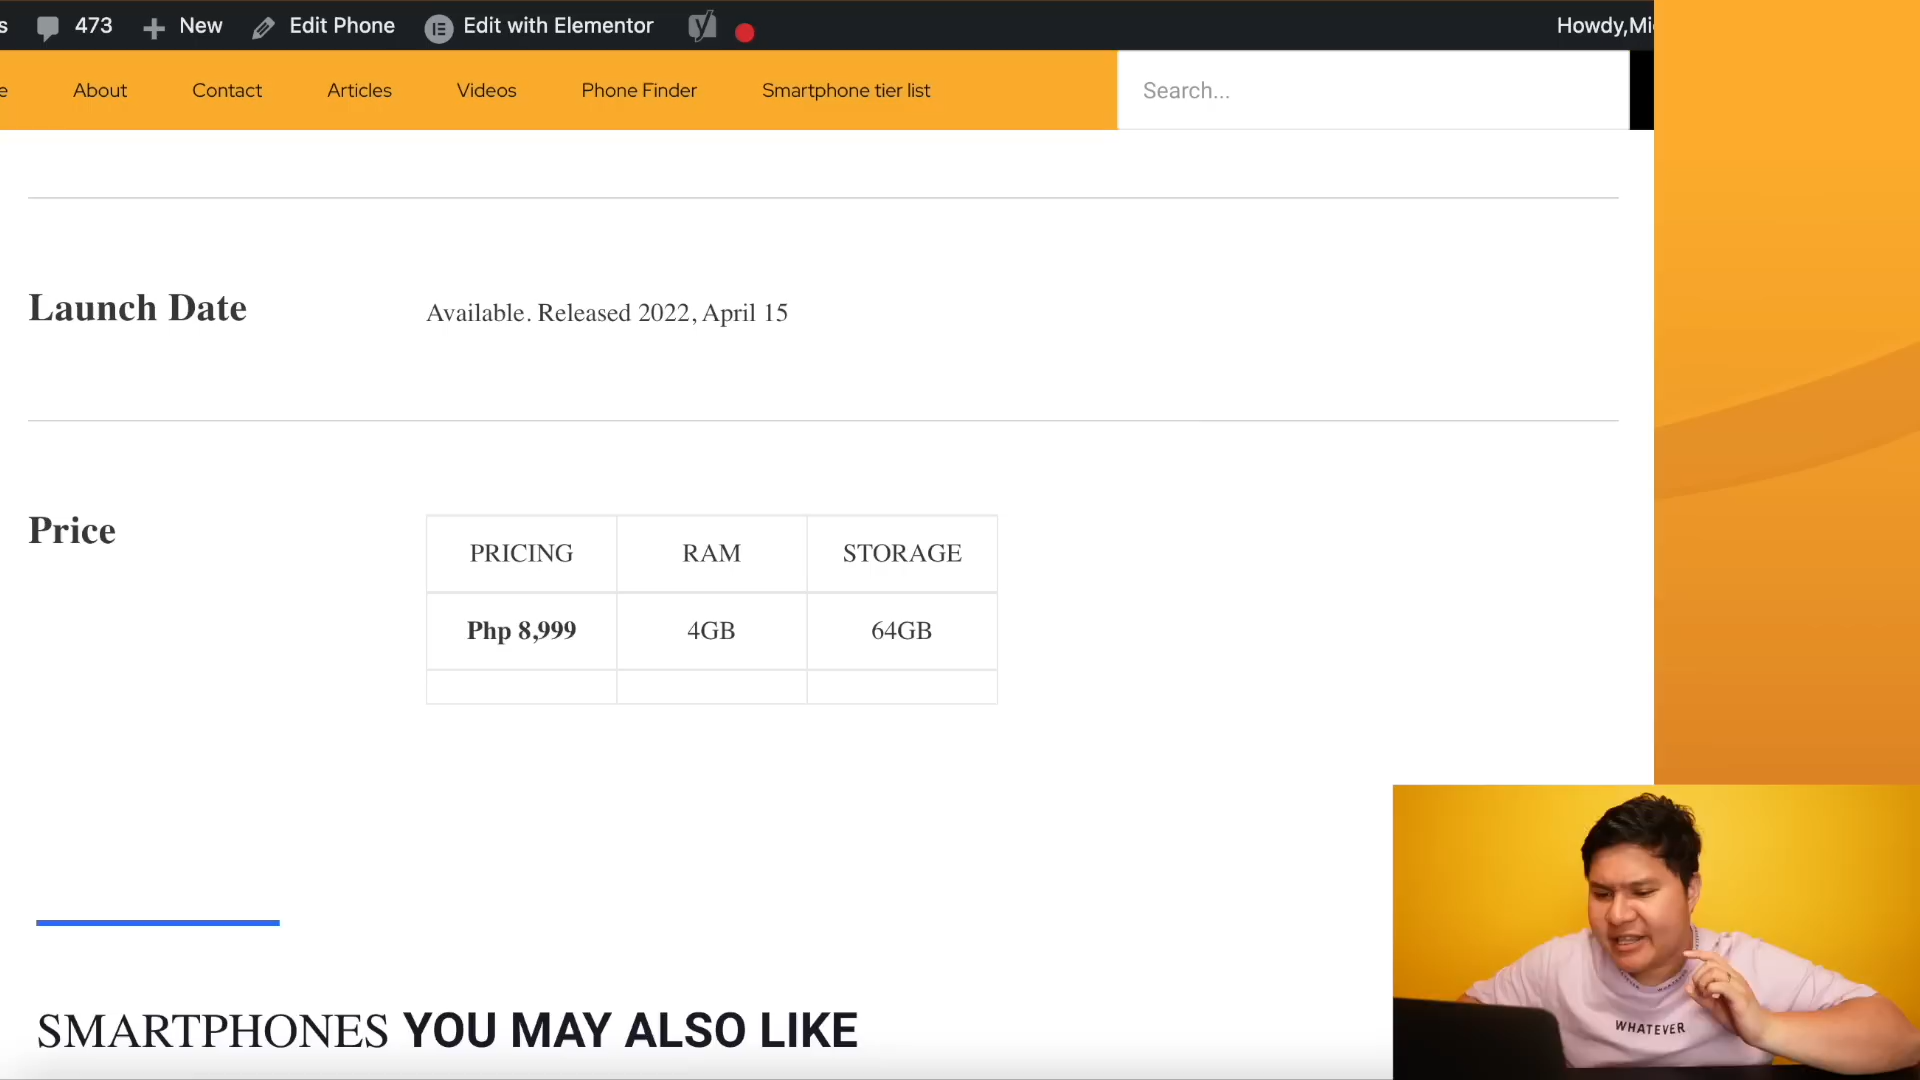 s 473 New Edit Phone Edit with Elementor Howdy,Mi
e About Contact Articles Videos Phone Finder Smartphone tier list Search...
Launch Date Available. Released 2022, April 15
Price
PRICING RAM STORAGE
Php 8,999 4GB 64GB
SMARTPHONES YOU MAY ALSO LIKE
WHATEVER